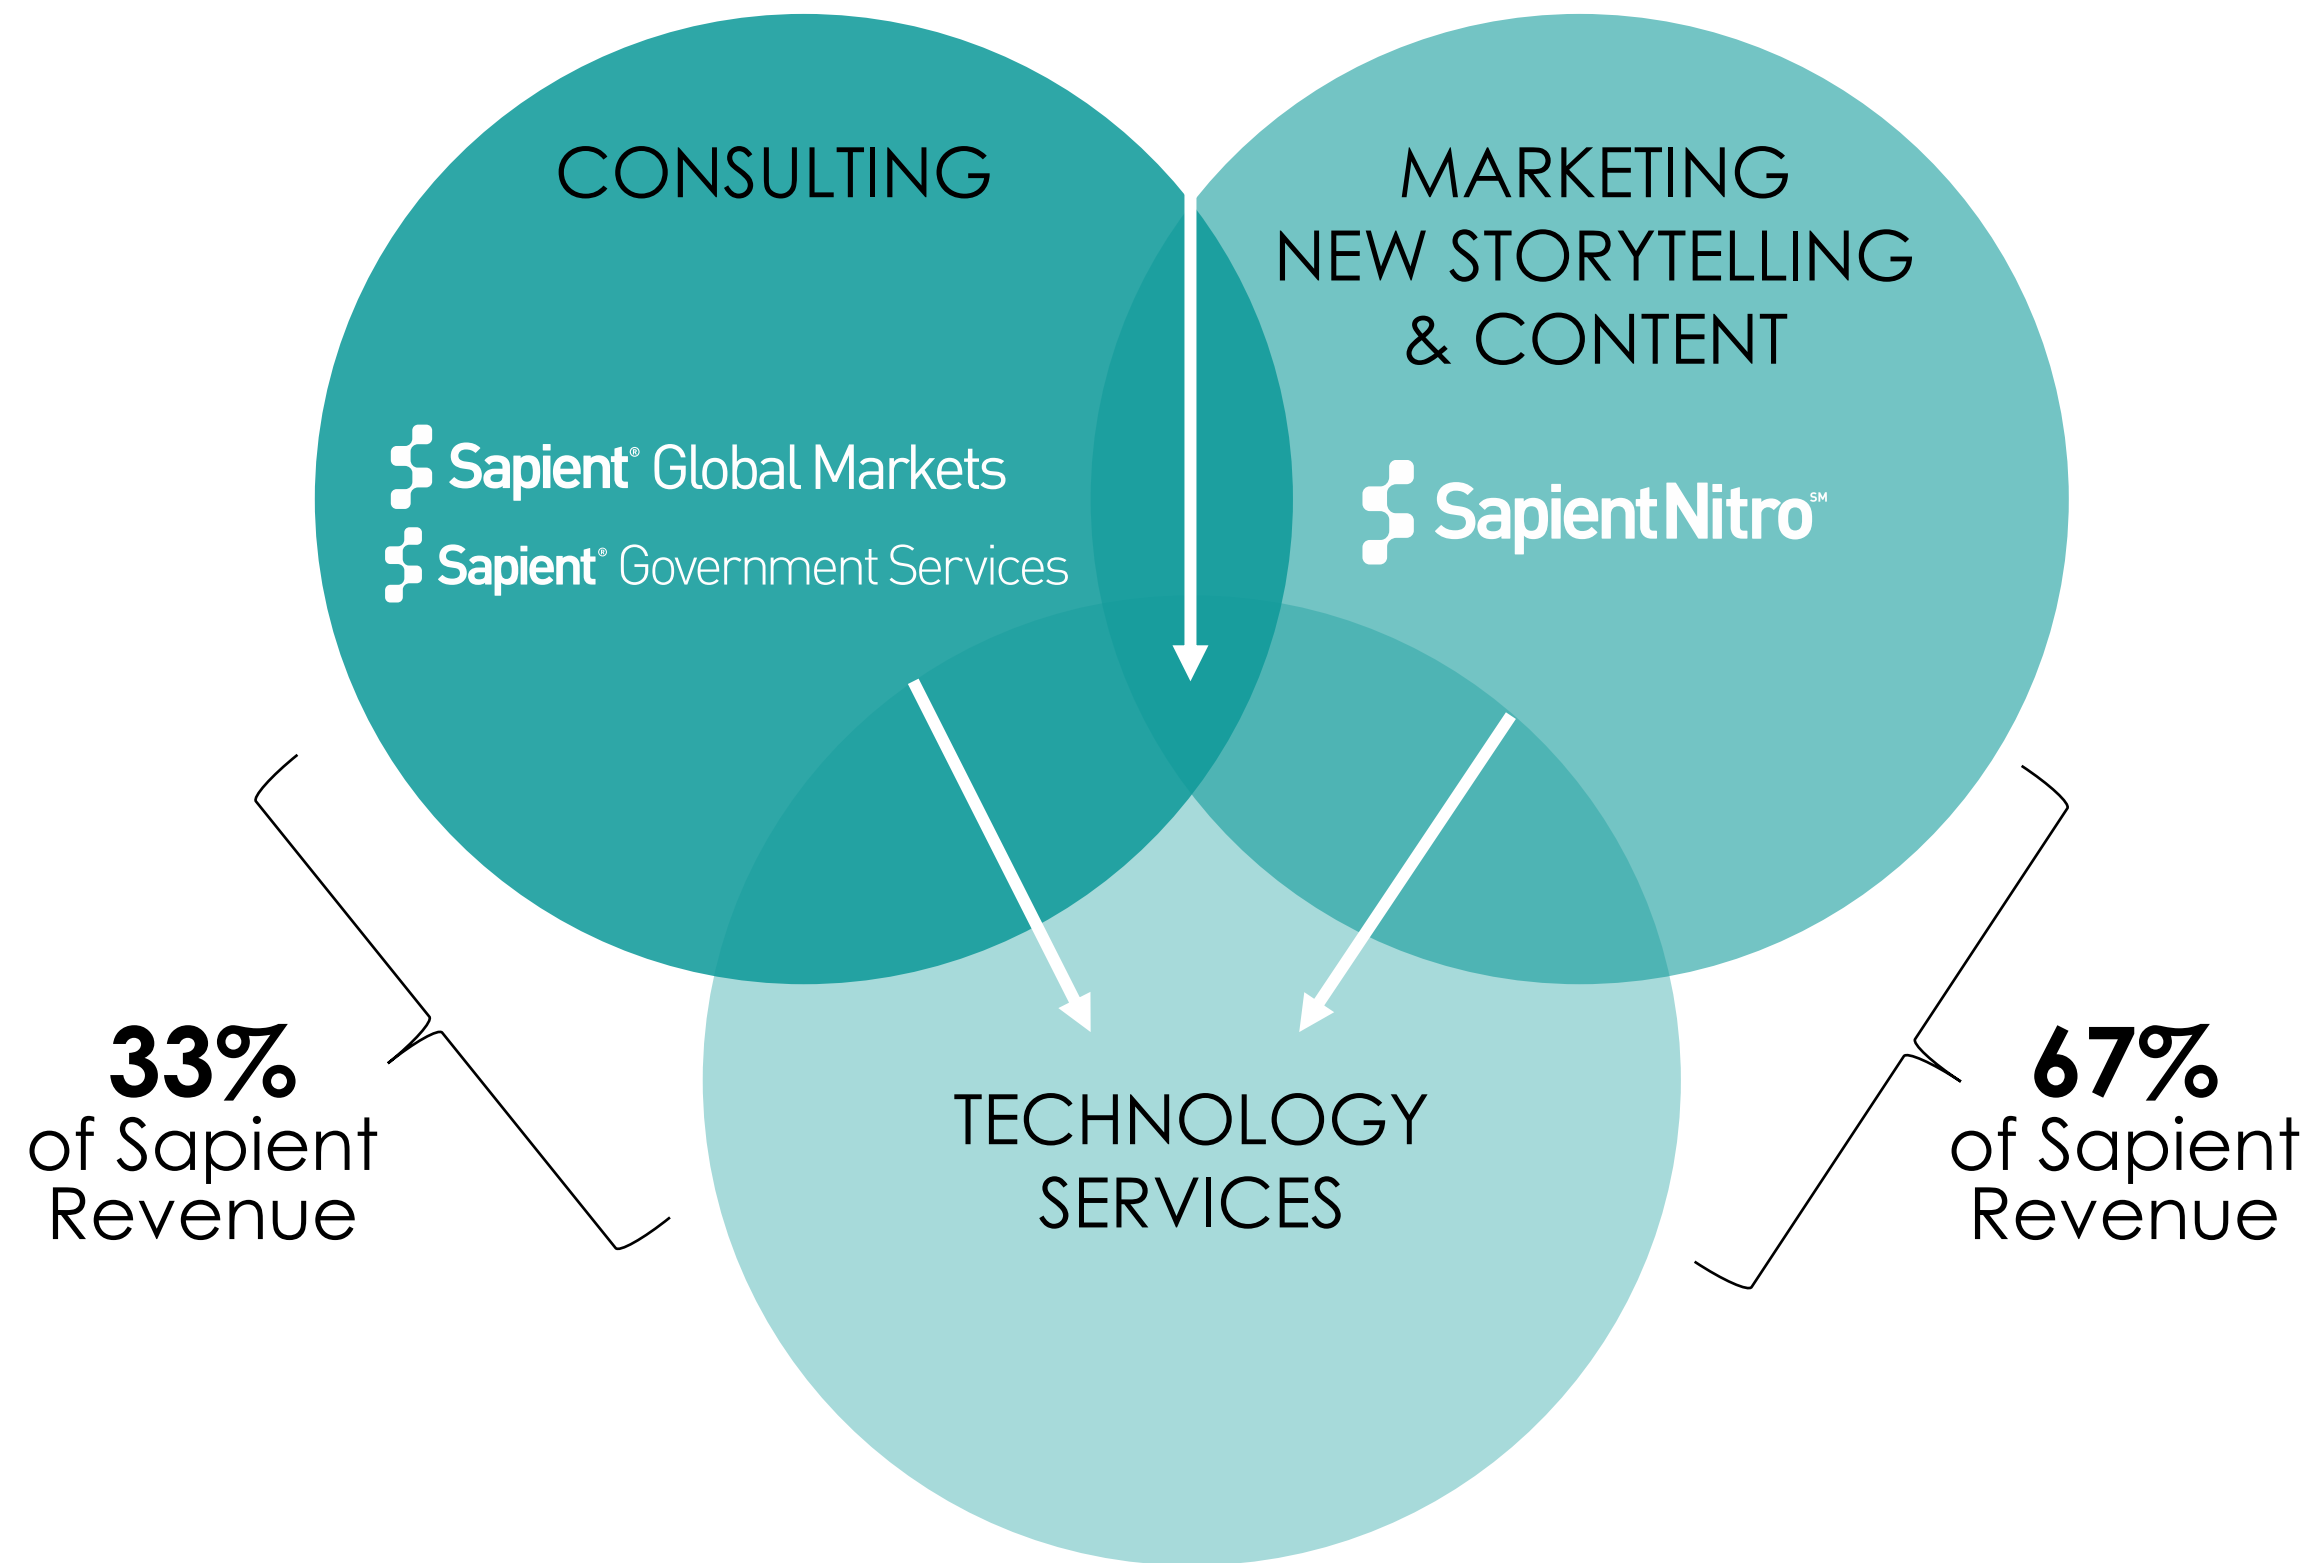 CONSULTING
MARKETING
NEW STORYTELLING
& CONTENT
Sapient® Global Markets
Sapient® Government Services
SapientNitro℠
33%
of Sapient
Revenue
67%
of Sapient
Revenue
TECHNOLOGY
SERVICES